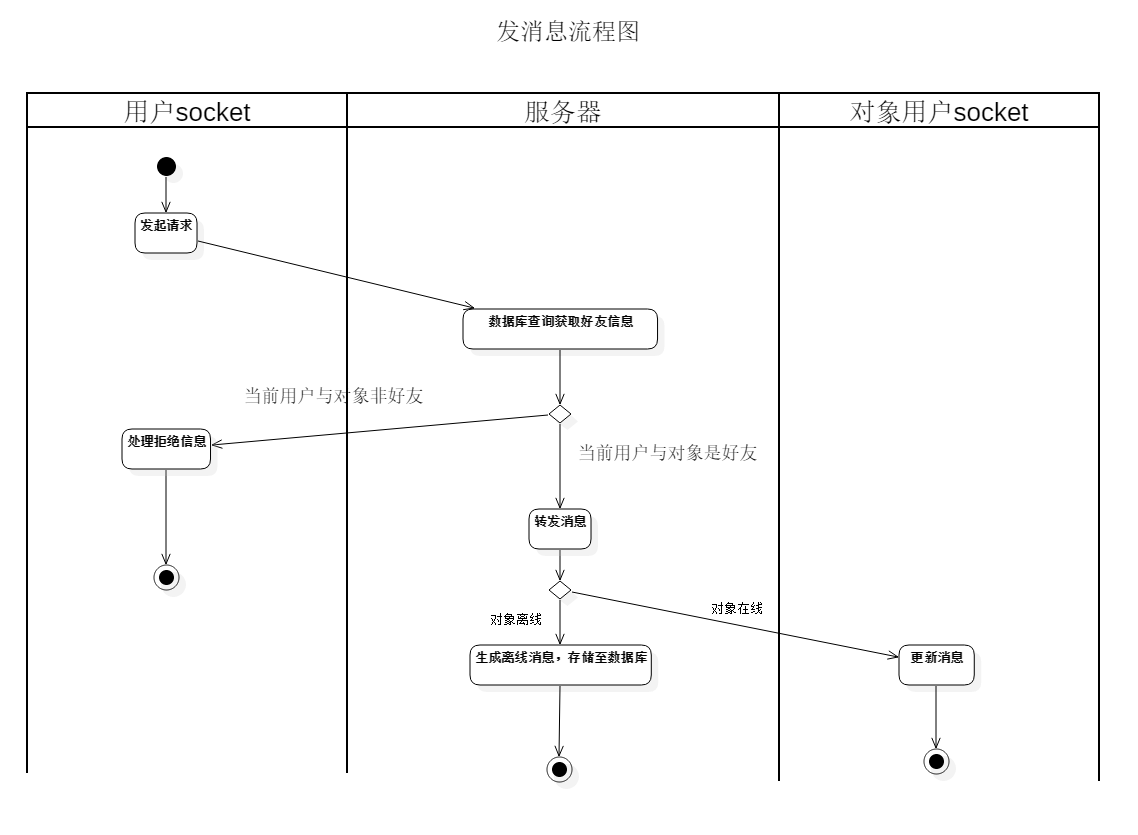 发消息流程图
用户socket
服务器
对象用户socket
发起请求
数据库查询获取好友信息
当前用户与对象非好友
处理拒绝信息
当前用户与对象是好友
转发消息
对象在线
对象离线
生成离线消息，存储至数据库
更新消息